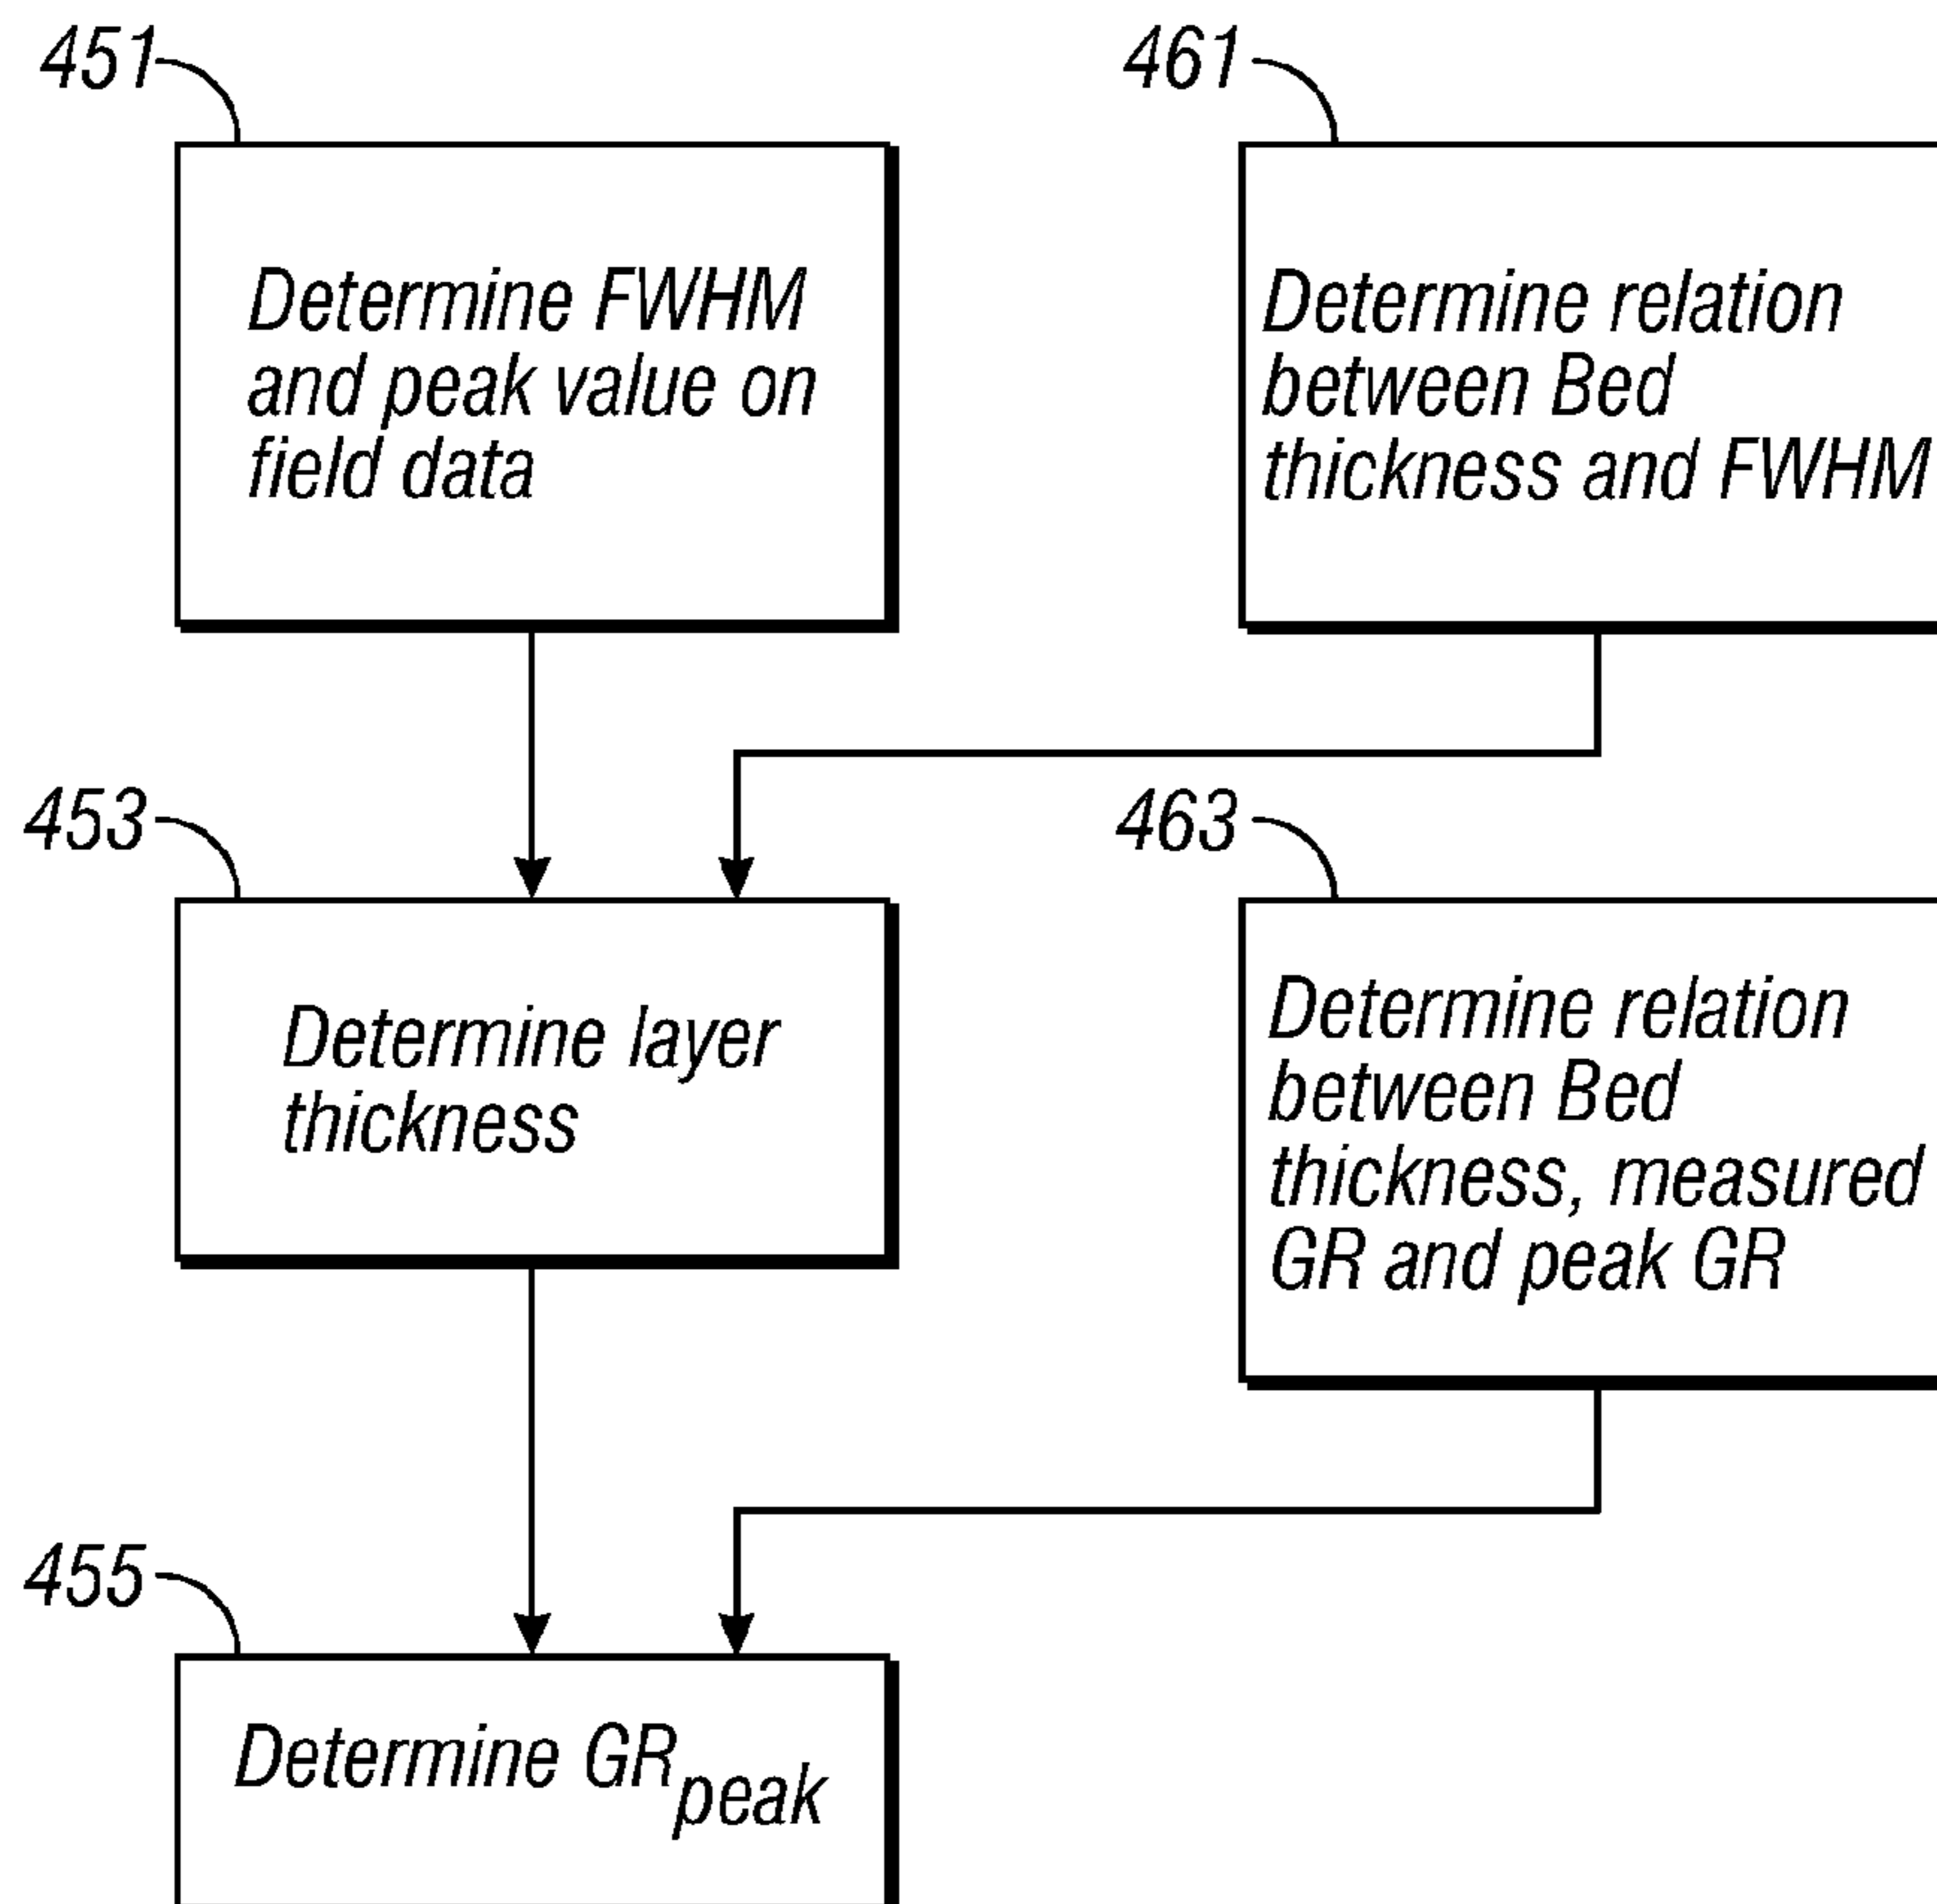 451
Determine FWHM
and peak value on
field data
461
Determine relation
between Bed
thickness and FWHM
453
Determine layer
thickness
463
Determine relation
between Bed
thickness, measured
GR and peak GR
455
Determine GRpeak